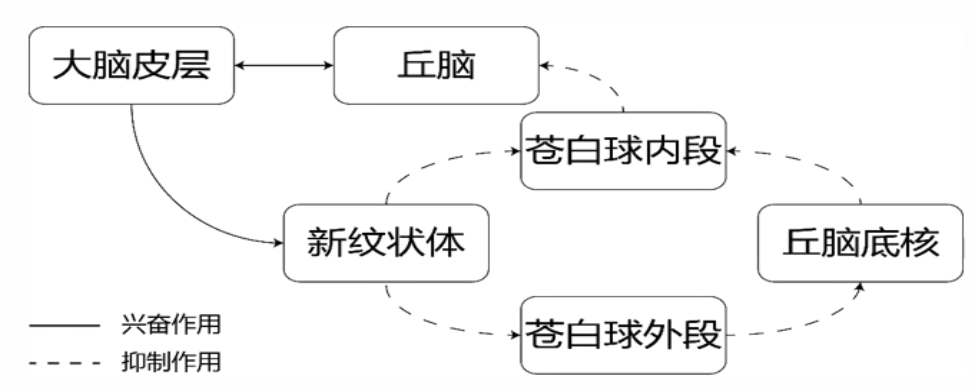 大脑皮层
丘脑
苍白球内段
新纹状体
丘脑底核
苍白球外段
兴奋作用
抑制作用